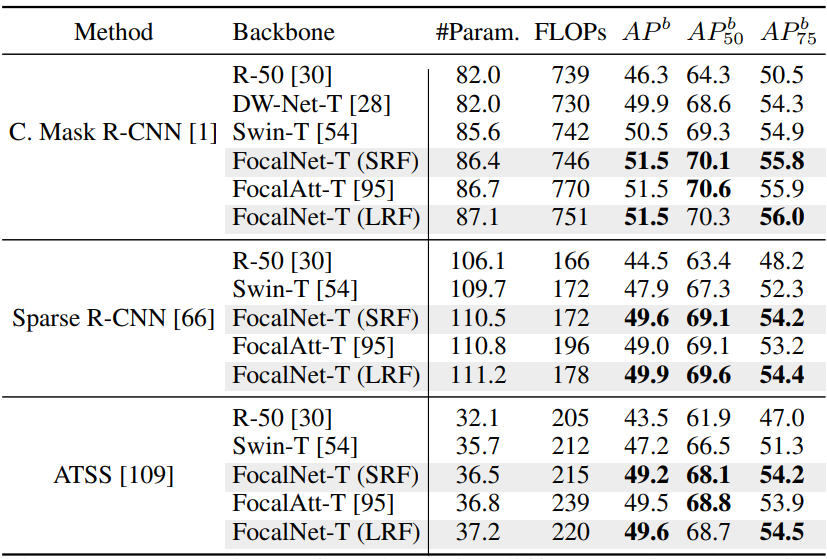 Method Backbone #Param. FLOPs AP^b AP^b_50 AP^b_75
R-50 [30] 82.0 739 46.3 64.3 50.5
DW-Net-T [28] 82.0 730 49.9 68.6 54.3
C. Mask R-CNN [1] Swin-T [54] 85.6 742 50.5 69.3 54.9
FocalNet-T (SRF) 86.4 746 51.5 70.1 55.8
FocalAtt-T [95] 86.7 770 51.5 70.6 55.9
FocalNet-T (LRF) 87.1 751 51.5 70.3 56.0
R-50 [30] 106.1 166 44.5 63.4 48.2
Swin-T [54] 109.7 172 47.9 67.3 52.3
Sparse R-CNN [66] FocalNet-T (SRF) 110.5 172 49.6 69.1 54.2
FocalAtt-T [95] 110.8 196 49.0 69.1 53.2
FocalNet-T (LRF) 111.2 178 49.9 69.6 54.4
R-50 [30] 32.1 205 43.5 61.9 47.0
Swin-T [54] 35.7 212 47.2 66.5 51.3
ATSS [109] FocalNet-T (SRF) 36.5 215 49.2 68.1 54.2
FocalAtt-T [95] 36.8 239 49.5 68.8 53.9
FocalNet-T (LRF) 37.2 220 49.6 68.7 54.5